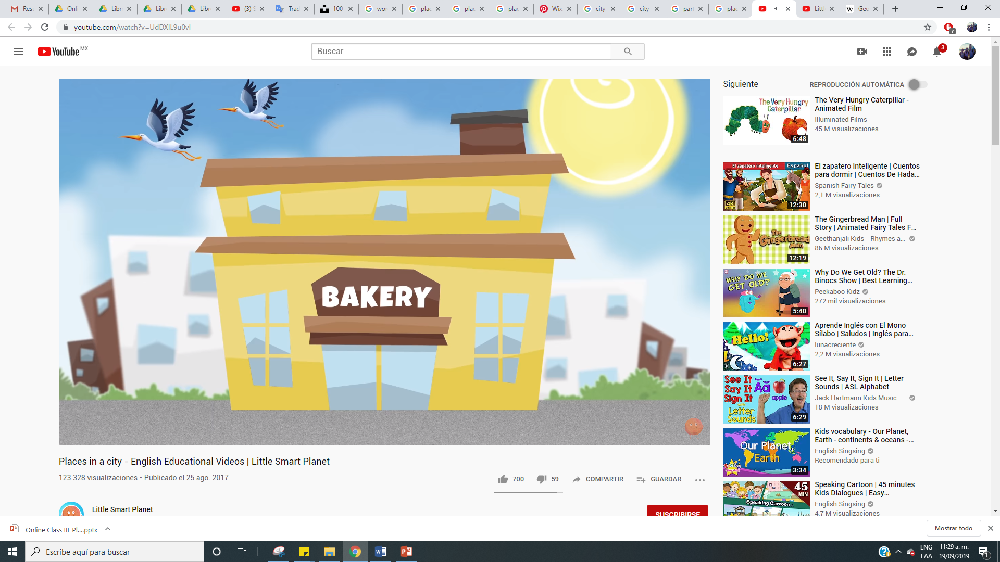 Resu
Onli
Libr
Libr
Libr
(3) S
Trad
100
wor
plac
plac
plac
Wix
city
city
part
plac
Littl
Geo
youtube.com/watch?v=UdDXIL9u0vI
7
YouTube MX
Buscar
3
BAKERY
Places in a city - English Educational Videos | Little Smart Planet
123.328 visualizaciones • Publicado el 25 ago. 2017
700
59
COMPARTIR
GUARDAR
Little Smart Planet
SUSCRIBIRSE
Siguiente
REPRODUCCIÓN AUTOMÁTICA
The Very Hungry
Caterpillar
6:48
The Very Hungry Caterpillar -
Animated Film
Illuminated Films
45 M visualizaciones
El zapatero inteligente
Español
4K
12:30
El zapatero inteligente | Cuentos
para dormir | Cuentos De Hada...
Spanish Fairy Tales
2,1 M visualizaciones
The
Gingerbread
Man
12:19
The Gingerbread Man | Full
Story | Animated Fairy Tales F...
Geethanjali Kids - Rhymes a...
86 M visualizaciones
WHY DO WE
GET OLD?
5:40
Why Do We Get Old? The Dr.
Binocs Show | Best Learning...
Peekaboo Kidz
272 mil visualizaciones
Hello!
6:27
Aprende Inglés con El Mono
Sílabo | Saludos | Inglés para...
lunacreciente
2,2 M visualizaciones
See It
Say It
Sign It
with
Letter
Sounds
Aă
apple
6:29
See It, Say It, Sign It | Letter
Sounds | ASL Alphabet
Jack Hartmann Kids Music ...
18 M visualizaciones
Our Planet,
Earth
English
Singsing
3:34
Kids vocabulary - Our Planet,
Earth - continents & oceans -...
English Singsing
Recomendado para ti
45
MIN
Speaking Cartoon
Speaking Cartoon | 45 minutes
Kids Dialogues | Easy...
English Singsing
4,7 M visualizaciones
Online Class III_Pl....pptx
Mostrar todo
Escribe aquí para buscar
ENG
LAA
11:29 a. m.
19/09/2019
1